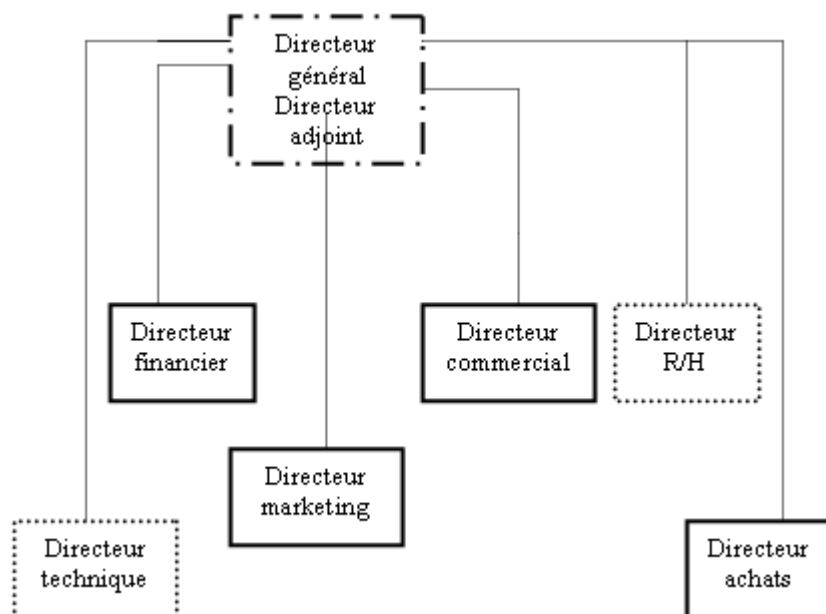 Directeur
général
Directeur
adjoint
Directeur
financier
Directeur
commercial
Directeur
R/H
Directeur
marketing
Directeur
technique
Directeur
achats